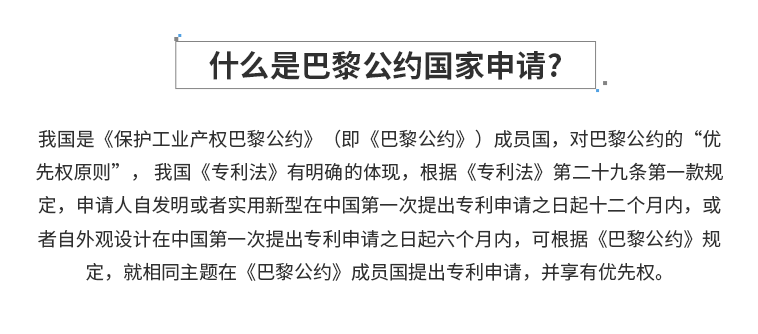 什么是巴黎公约国家申请?
我国是《保护工业产权巴黎公约》（即《巴黎公约》）成员国，对巴黎公约的“优
先权原则”， 我国《专利法》有明确的体现，根据《专利法》第二十九条第一款规
定，申请人自发明或者实用新型在中国第一次提出专利申请之日起十二个月内，或
者自外观设计在中国第一次提出专利申请之日起六个月内，可根据《巴黎公约》规
定，就相同主题在《巴黎公约》成员国提出专利申请，并享有优先权。